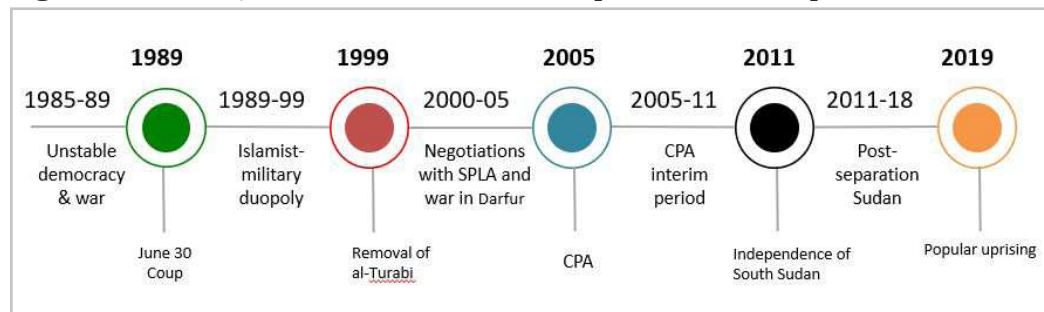 1989
1999
2005
2011
2019
1985-89
1989-99
2000-05
2005-11
2011-18
Unstable
democracy
& war
Islamist-
military
duopoly
Negotiations
with SPLA and
war in Darfur
CPA
interim
period
Post-
separation
Sudan
June 30
Coup
Removal of
al-Turabi
CPA
Independence of
South Sudan
Popular uprising